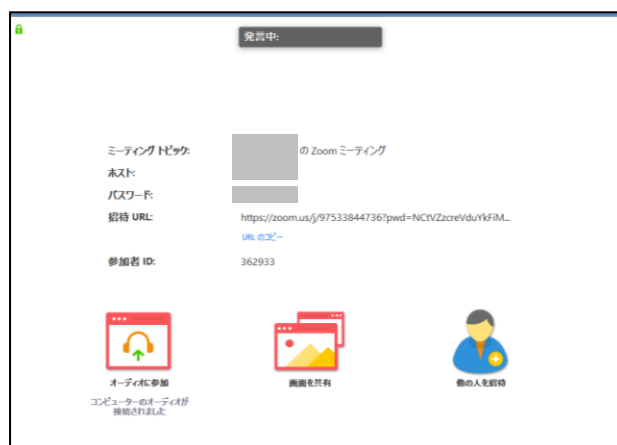 発言中:
ミーティング トピック: の Zoom ミーティング
ホスト:
パスワード:
招待 URL: https://zoom.us/j/97533844736?pwd=NCtVZzcreVduYkFiM...
URL のコピー
参加者 ID: 362933
オーディオに参加 画面を共有 他の人を招待
コンピューターのオーディオが
接続されました